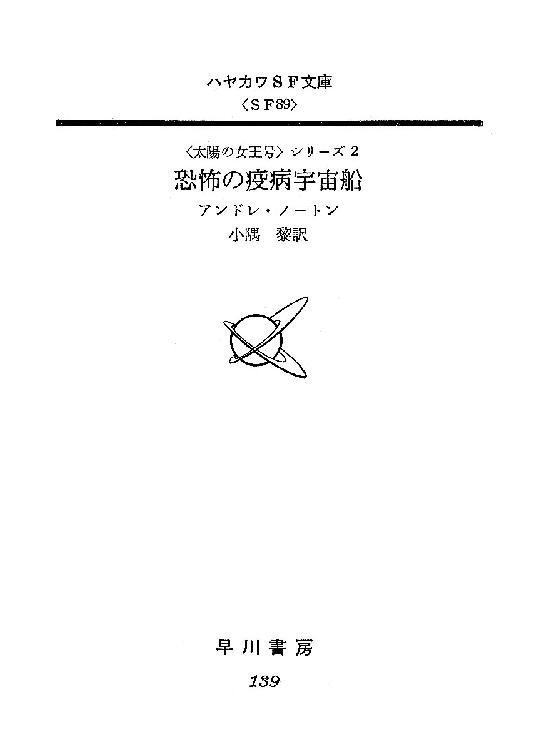 ハヤカワSF文庫
〈SF89〉
〈太陽の女王号〉シリーズ2
恐怖の疫病宇宙船
アンドレ・ノートン
小隅 黎訳
早川書房
139